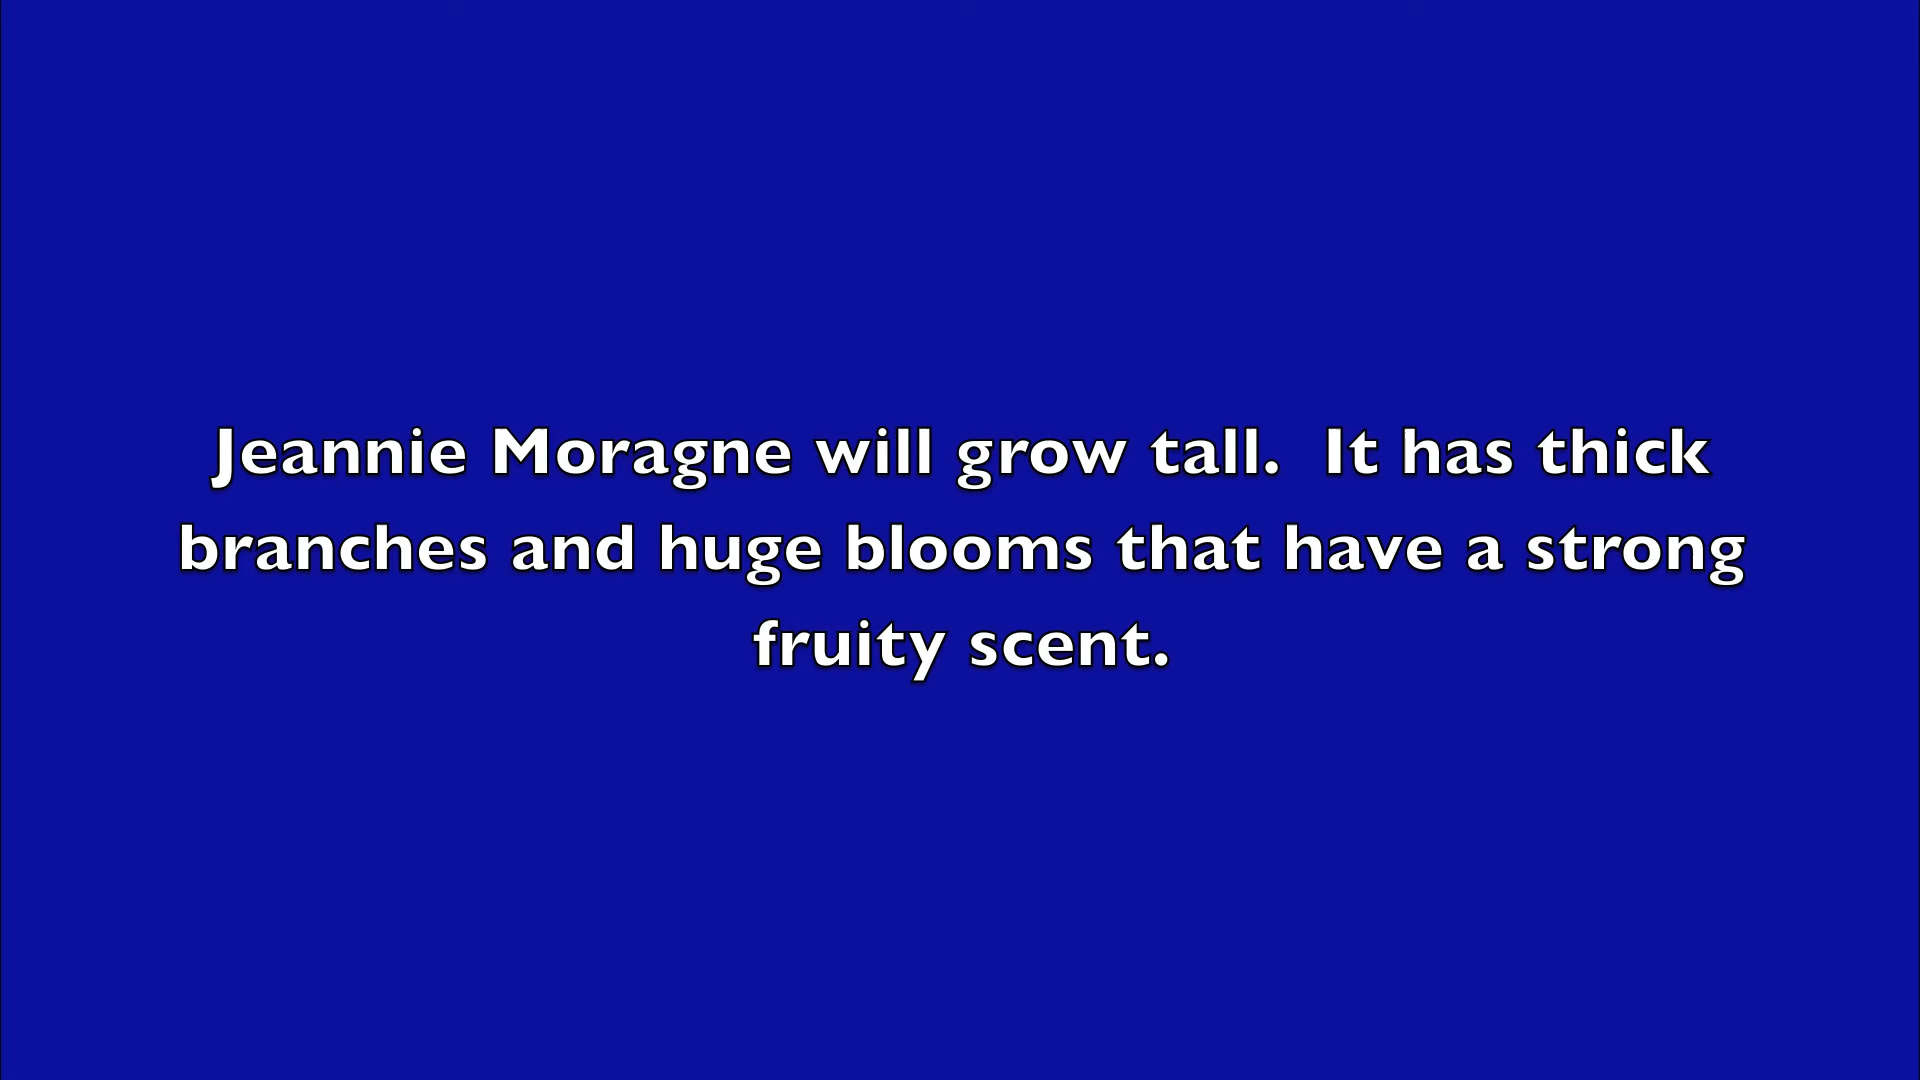 Jeannie Moragne will grow tall.  It has thick
branches and huge blooms that have a strong
fruity scent.